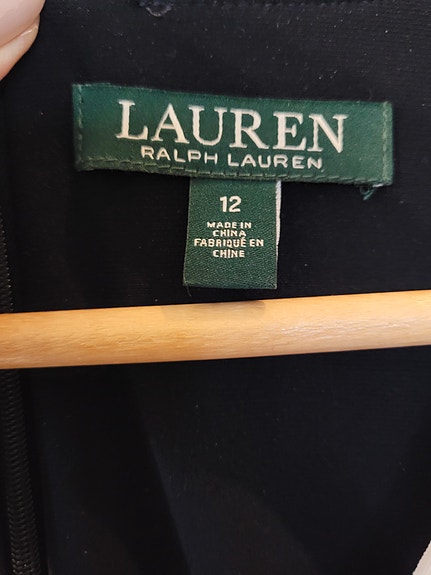 LAUREN
RALPH LAUREN
12
MADE IN
CHINA
FABRIQUÉ EN
CHINE